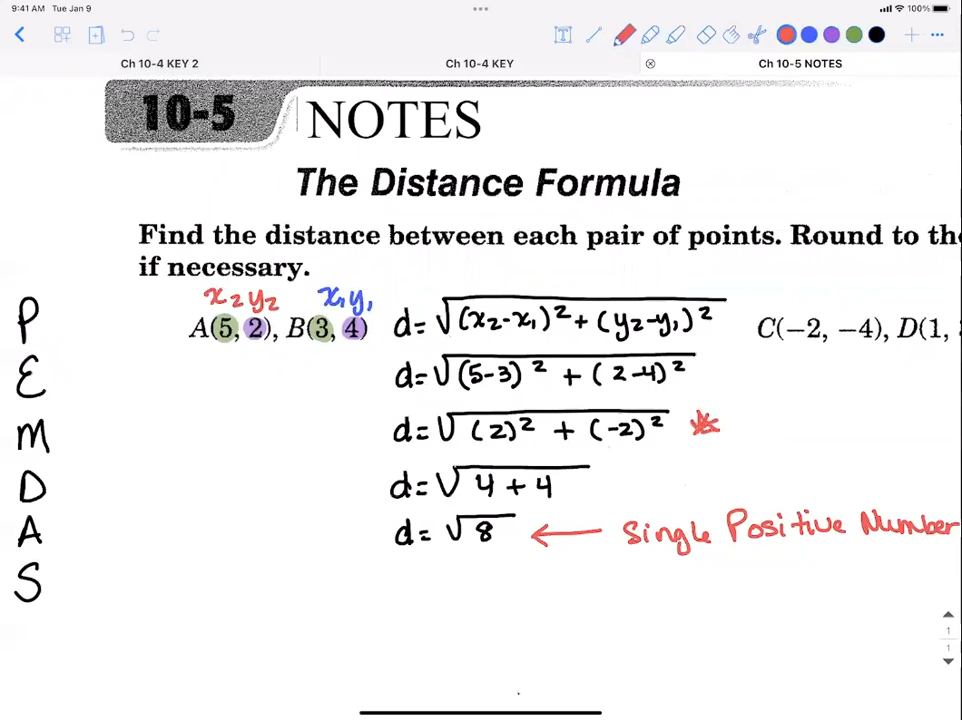 9:41 AM Tue Jan 9
100%
Ch 10-4 KEY 2
Ch 10-4 KEY
Ch 10-5 NOTES
10-5 NOTES
The Distance Formula
Find the distance between each pair of points. Round to the
if necessary.
x₂ y₂ x₁ y₁
A(5, 2), B(3, 4) d=√(x₂-x₁)²+(y₂-y₁)² C(−2, −4), D(1,
d=√(5-3)² + (2-4)²
d=√(2)² + (-2)² *
d=√4+4
d=√8 ← Single Positive Number
P
E
M
D
A
S
1
1